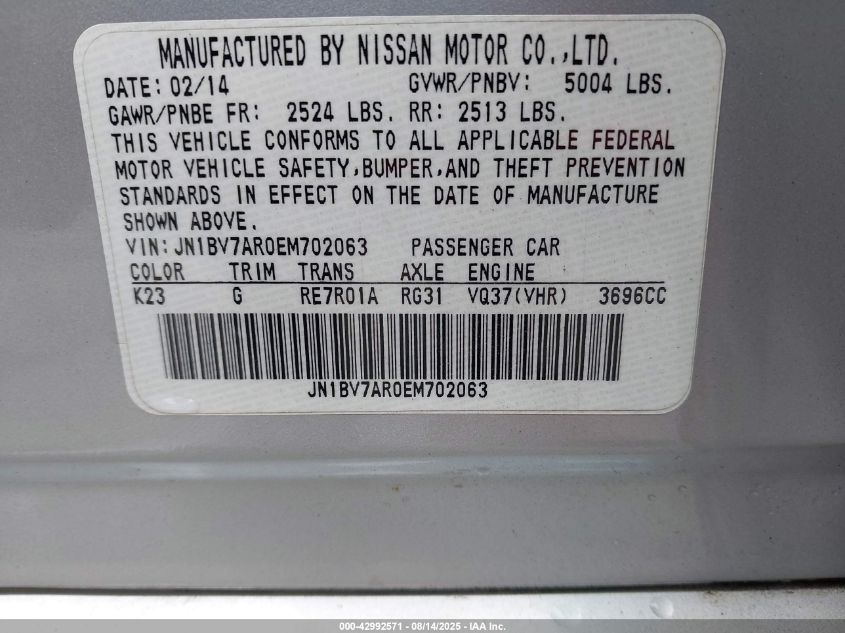 MANUFACTURED BY NISSAN MOTOR CO.,LTD.
DATE: 02/14 GVWR/PNBV: 5004 LBS.
GAWR/PNBE FR: 2524 LBS. RR: 2513 LBS.
THIS VEHICLE CONFORMS TO ALL APPLICABLE FEDERAL
MOTOR VEHICLE SAFETY,BUMPER,AND THEFT PREVENTION
STANDARDS IN EFFECT ON THE DATE OF MANUFACTURE
SHOWN ABOVE.
VIN: JN1BV7AR0EM702063 PASSENGER CAR
COLOR TRIM TRANS AXLE ENGINE
K23 G RE7R01A RG31 VQ37(VHR) 3696CC
JN1BV7AR0EM702063
000-42992571 - 08/14/2025 - IAA Inc.